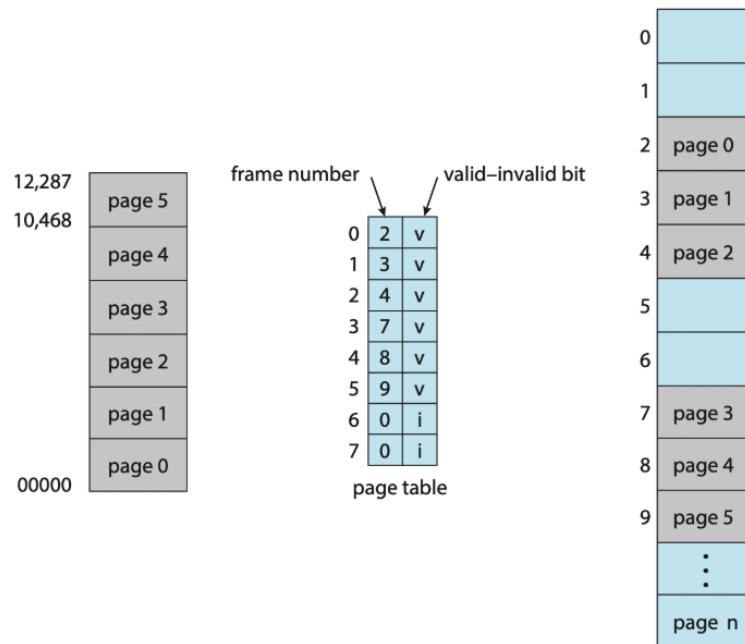 12,287
page 5
10,468
page 4
page 3
page 2
page 1
page 0
00000
frame number
valid–invalid bit
0 2 v
1 3 v
2 4 v
3 7 v
4 8 v
5 9 v
6 0 i
7 0 i
page table
0
1
2 page 0
3 page 1
4 page 2
5
6
7 page 3
8 page 4
9 page 5
⋮
page n